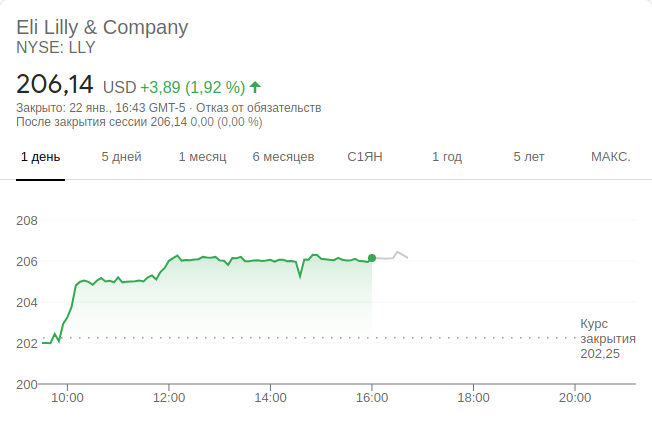 Eli Lilly & Company
NYSE: LLY
206,14 USD +3,89 (1,92 %)
Закрыто: 22 янв., 16:43 GMT-5 · Отказ от обязательств
После закрытия сессии 206,14 0,00 (0,00 %)
1 день 5 дней 1 месяц 6 месяцев С1ЯН 1 год 5 лет МАКС.
208
206
204
Курс
закрытия
202,25
202
200
10:00 12:00 14:00 16:00 18:00 20:00